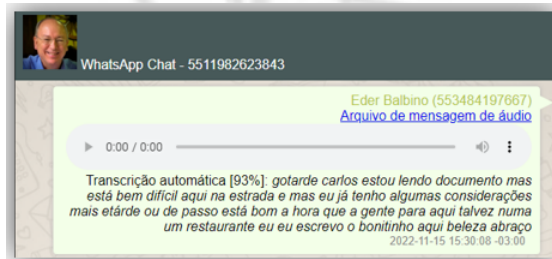 WhatsApp Chat - 5511982623843
Eder Balbino (553484197667)
Arquivo de mensagem de áudio
0:00 / 0:00
Transcrição automática [93%]: gotarde carlos estou lendo documento mas
está bem difícil aqui na estrada e mas eu já tenho algumas considerações
mais etárde ou de passo está bom a hora que a gente para aqui talvez numa
um restaurante eu eu escrevo o bonitinho aqui beleza abraço
2022-11-15 15:30:08 -03:00